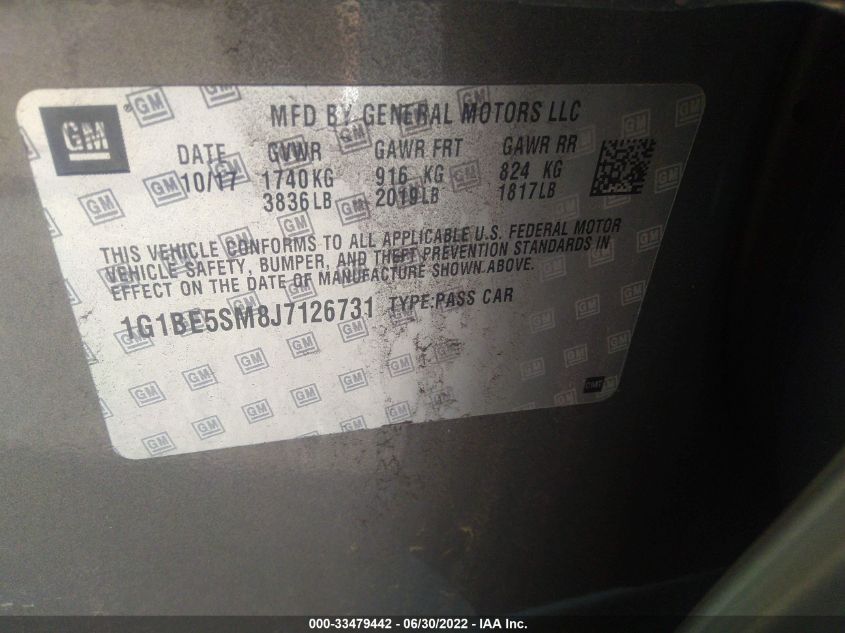 GM ®
MFD BY GENERAL MOTORS LLC
DATE GVWR GAWR FRT GAWR RR
10/17 1740 KG 916 KG 824 KG
3836 LB 2019 LB 1817 LB
THIS VEHICLE CONFORMS TO ALL APPLICABLE U.S. FEDERAL MOTOR
VEHICLE SAFETY, BUMPER, AND THEFT PREVENTION STANDARDS IN
EFFECT ON THE DATE OF MANUFACTURE SHOWN ABOVE.
1G1BE5SM8J7126731 TYPE:PASS CAR
000-33479442 - 06/30/2022 - IAA Inc.